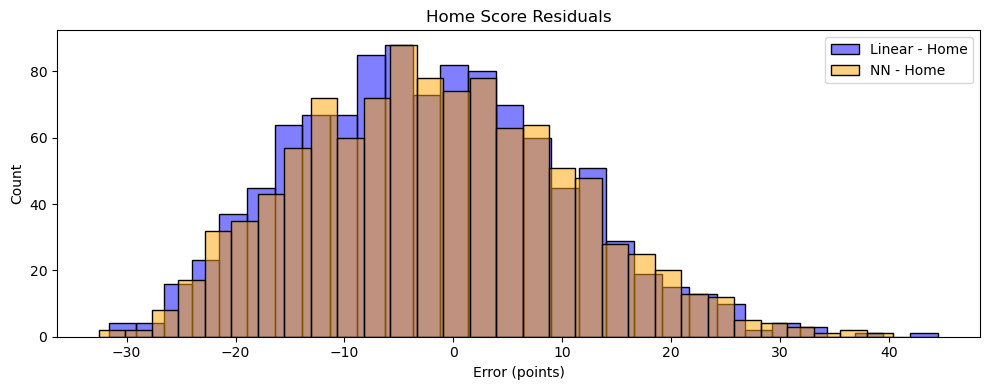 Home Score Residuals
Linear - Home
NN - Home
Count
80
60
40
20
0
−30
−20
−10
0
10
20
30
40
Error (points)